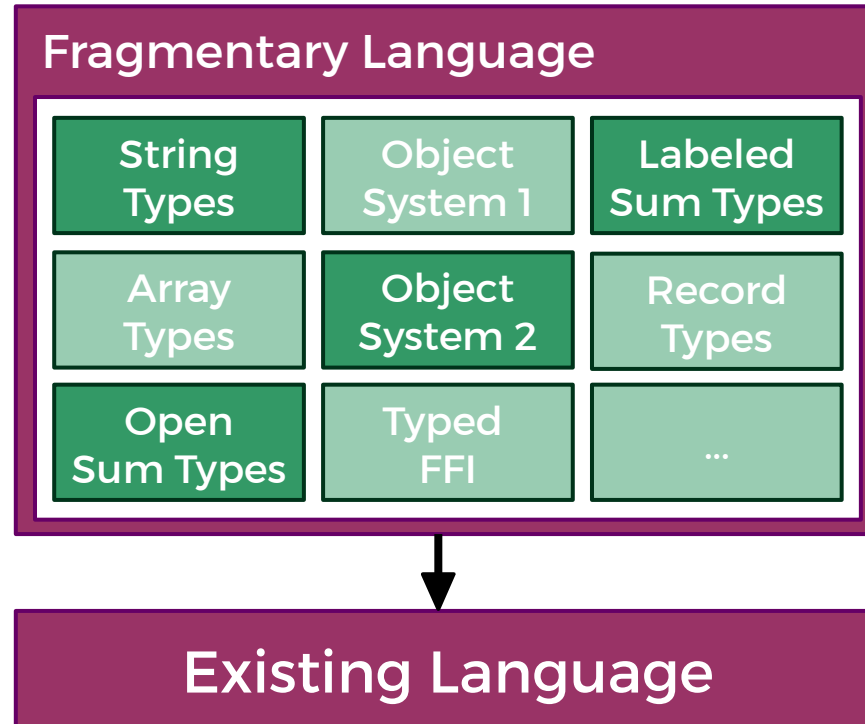 Fragmentary Language
String
Types
Object
System 1
Labeled
Sum Types
Array
Types
Object
System 2
Record
Types
Open
Sum Types
Typed
FFI
...
Existing Language